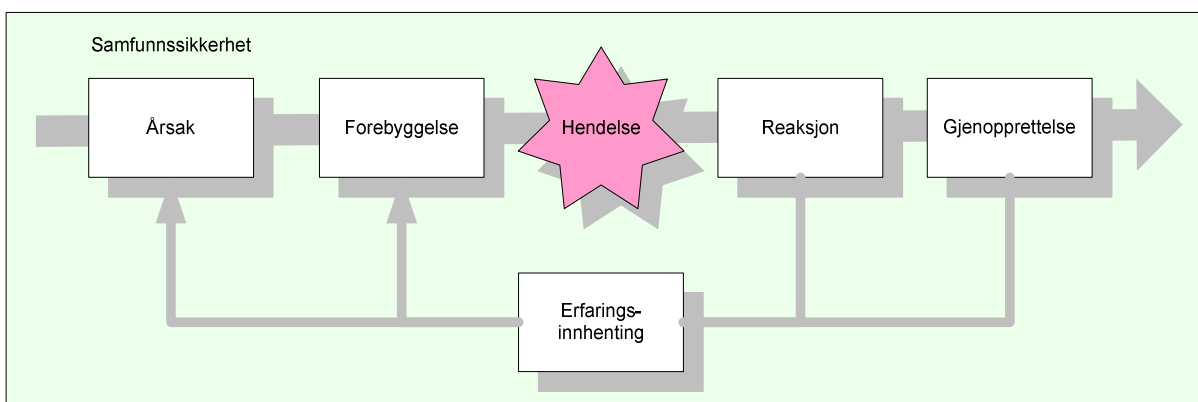 Samfunnssikkerhet
Årsak
Forebyggelse
Hendelse
Reaksjon
Gjenopprettelse
Erfarings-
innhenting